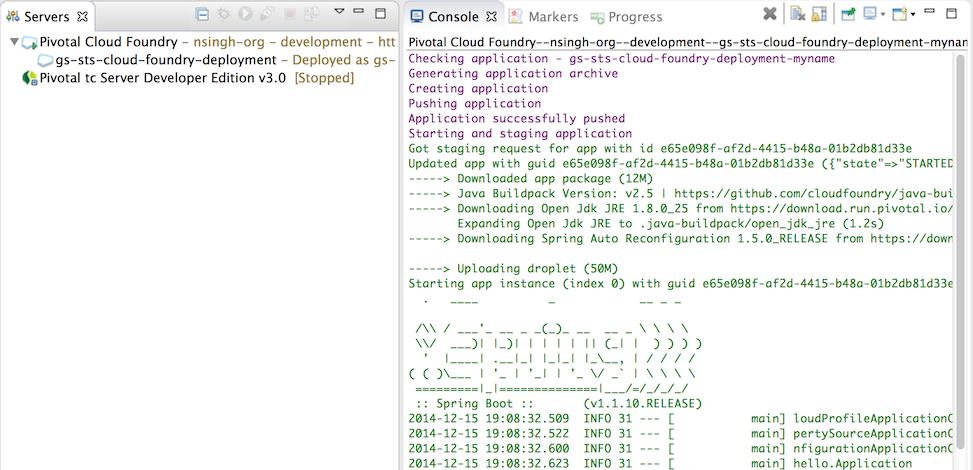 Servers
Pivotal Cloud Foundry – nsingh-org – development – htt
gs-sts-cloud-foundry-deployment – Deployed as gs-
Pivotal tc Server Developer Edition v3.0 [Stopped]
Console Markers Progress
Pivotal Cloud Foundry--nsingh-org--development--gs-sts-cloud-foundry-deployment-mynam
Checking application - gs-sts-cloud-foundry-deployment-myname
Generating application archive
Creating application
Pushing application
Application successfully pushed
Starting and staging application
Got staging request for app with id e65e098f-af2d-4415-b48a-01b2db81d33e
Updated app with guid e65e098f-af2d-4415-b48a-01b2db81d33e ({"state"=>"STARTED
-----> Downloaded app package (12M)
-----> Java Buildpack Version: v2.5 | https://github.com/cloudfoundry/java-bui
-----> Downloading Open Jdk JRE 1.8.0_25 from https://download.run.pivotal.io/
Expanding Open Jdk JRE to .java-buildpack/open_jdk_jre (1.2s)
-----> Downloading Spring Auto Reconfiguration 1.5.0_RELEASE from https://down
-----> Uploading droplet (50M)
Starting app instance (index 0) with guid e65e098f-af2d-4415-b48a-01b2db81d33e
  .   ____          _            __ _ _
 /\\ / ___'_ __ _ _(_)_ __  __ _ \ \ \ \
 \\/  ___)| |_)| | | | | || (_| |  ) ) ) )
  '  |____| .__|_| |_|_| |_\__, | / / / /
( ( )\___ | '_ | '_| | '_ \/ _` | \ \ \ \
 =========|_|==============|___/=/_/_/_/
 :: Spring Boot ::       (v1.1.10.RELEASE)
2014-12-15 19:08:32.509  INFO 31 --- [           main] loudProfileApplicationC
2014-12-15 19:08:32.522  INFO 31 --- [           main] pertySourceApplicationC
2014-12-15 19:08:32.600  INFO 31 --- [           main] nfigurationApplicationC
2014-12-15 19:08:32.623  INFO 31 --- [           main] hello.Application